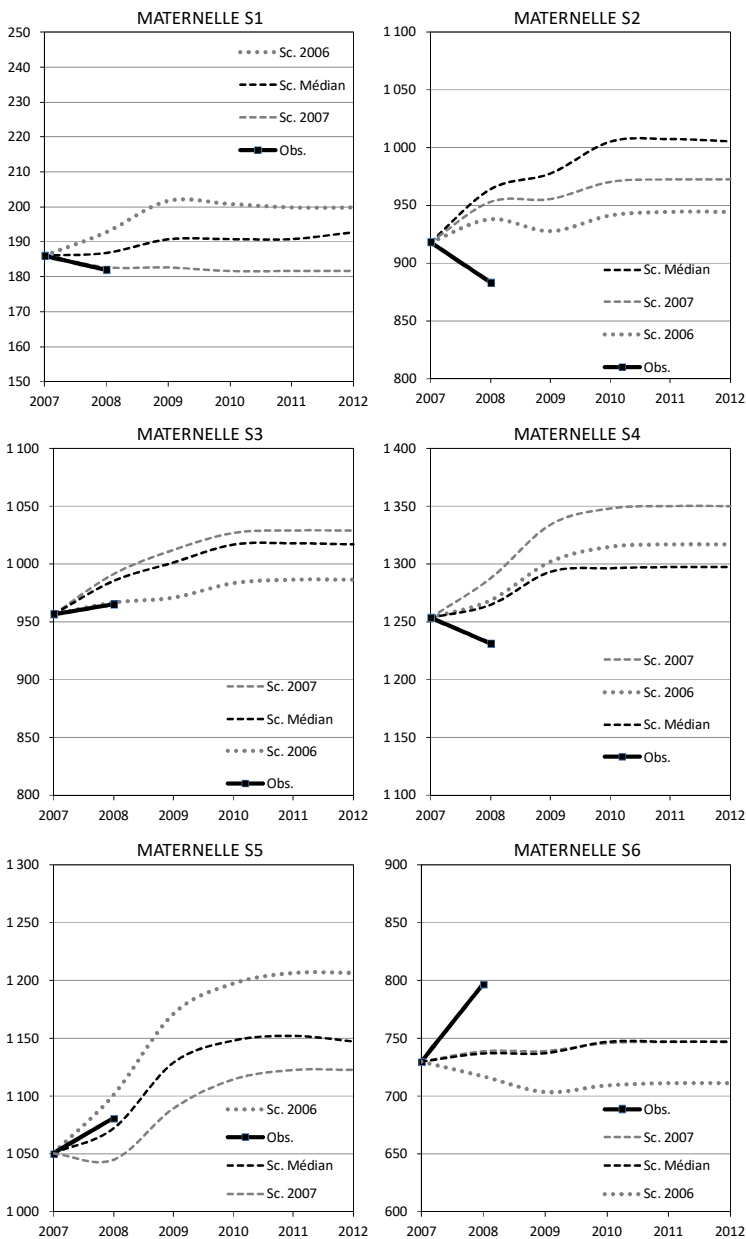 MATERNELLE S1
250
240
230
220
210
200
190
180
170
160
150
2007 2008 2009 2010 2011 2012
Sc. 2006
Sc. Médian
Sc. 2007
Obs.
MATERNELLE S2
1 100
1 050
1 000
950
900
850
800
2007 2008 2009 2010 2011 2012
Sc. Médian
Sc. 2007
Sc. 2006
Obs.
MATERNELLE S3
1 100
1 050
1 000
950
900
850
800
2007 2008 2009 2010 2011 2012
Sc. 2007
Sc. Médian
Sc. 2006
Obs.
MATERNELLE S4
1 400
1 350
1 300
1 250
1 200
1 150
1 100
2007 2008 2009 2010 2011 2012
Sc. 2007
Sc. 2006
Sc. Médian
Obs.
MATERNELLE S5
1 300
1 250
1 200
1 150
1 100
1 050
1 000
2007 2008 2009 2010 2011 2012
Sc. 2006
Obs.
Sc. Médian
Sc. 2007
MATERNELLE S6
900
850
800
750
700
650
600
2007 2008 2009 2010 2011 2012
Obs.
Sc. 2007
Sc. Médian
Sc. 2006